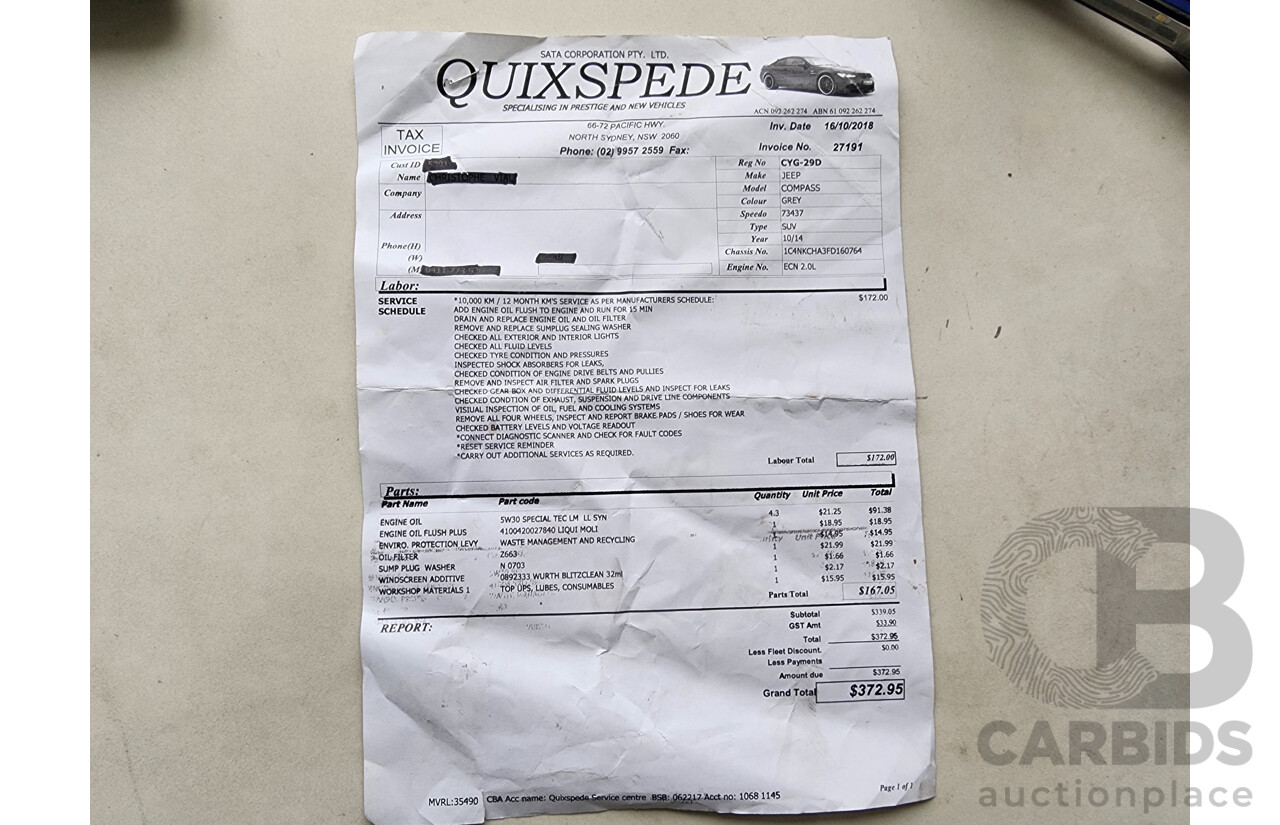 SATA CORPORATION PTY. LTD.
QUIXSPEDE
SPECIALISING IN PRESTIGE AND NEW VEHICLES
ACN 092 262 274 ABN 61 092 262 274
66-72 PACIFIC HWY.
NORTH SYDNEY, NSW 2060
Phone: (02) 9957 2559 Fax:
Inv. Date 16/10/2018
Invoice No. 27191
TAX
INVOICE
Cust ID
Name
Company
Address
Phone(H)
(W)
(M)
Reg No CYG-29D
Make JEEP
Model COMPASS
Colour GREY
Speedo 73437
Type SUV
Year 10/14
Chassis No. 1C4NKCHA3FD160764
Engine No. ECN 2.0L
Labor:
SERVICE
SCHEDULE
*10,000 KM / 12 MONTH KM'S SERVICE AS PER MANUFACTURERS SCHEDULE: $172.00
ADD ENGINE OIL FLUSH TO ENGINE AND RUN FOR 15 MIN
DRAIN AND REPLACE ENGINE OIL AND OIL FILTER
REMOVE AND REPLACE SUMPLUG SEALING WASHER
CHECKED ALL EXTERIOR AND INTERIOR LIGHTS
CHECKED ALL FLUID LEVELS
CHECKED TYRE CONDITION AND PRESSURES
INSPECTED SHOCK ABSORBERS FOR LEAKS,
CHECKED CONDITION OF ENGINE DRIVE BELTS AND PULLIES
REMOVE AND INSPECT AIR FILTER AND SPARK PLUGS
CHECKED GEAR BOX AND DIFFERENTIAL FLUID LEVELS AND INSPECT FOR LEAKS
CHECKED CONDTION OF EXHAUST, SUSPENSION AND DRIVE LINE COMPONENTS
VISIUAL INSPECTION OF OIL, FUEL AND COOLING SYSTEMS
REMOVE ALL FOUR WHEELS, INSPECT AND REPORT BRAKE PADS / SHOES FOR WEAR
CHECKED BATTERY LEVELS AND VOLTAGE READOUT
*CONNECT DIAGNOSTIC SCANNER AND CHECK FOR FAULT CODES
*RESET SERVICE REMINDER
*CARRY OUT ADDITIONAL SERVICES AS REQUIRED.
Labour Total $172.00
Parts:
Part Name Part code Quantity Unit Price Total
ENGINE OIL 5W30 SPECIAL TEC LM LL SYN 4.3 $21.25 $91.38
ENGINE OIL FLUSH PLUS 4100420027840 LIQUI MOLI 1 $18.95 $18.95
ENVIRO. PROTECTION LEVY WASTE MANAGEMENT AND RECYCLING 1 $14.95 $14.95
OIL FILTER Z663 1 $21.99 $21.99
SUMP PLUG WASHER N 0703 1 $1.66 $1.66
WINDSCREEN ADDITIVE 0892333 WURTH BLITZCLEAN 32ml 1 $2.17 $2.17
WORKSHOP MATERIALS 1 TOP UPS, LUBES, CONSUMABLES 1 $15.95 $15.95
Parts Total $167.05
REPORT:
Subtotal $339.05
GST Amt $33.90
Total $372.95
Less Fleet Discount. $0.00
Less Payments
Amount due $372.95
Grand Total $372.95
MVRL:35490 CBA Acc name: Quixspede Service centre BSB: 062217 Acct no: 1068 1145
Page 1 of 1
CB
CARBIDS
auctionplace